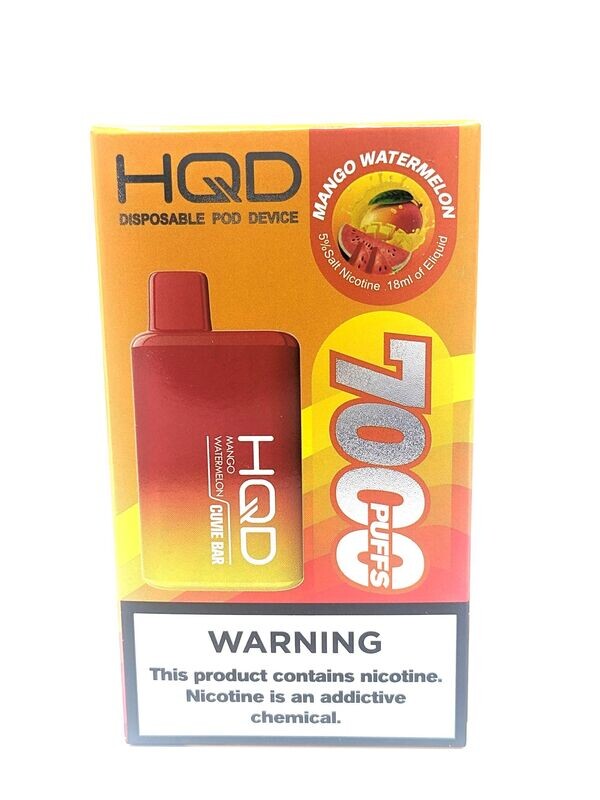 HQD
DISPOSABLE POD DEVICE
MANGO WATERMELON
5%Salt Nicotine .18ml of Eliquid
7000
PUFFS
HQD
MANGO
WATERMELON
CUVIE BAR
WARNING
This product contains nicotine.
Nicotine is an addictive
chemical.